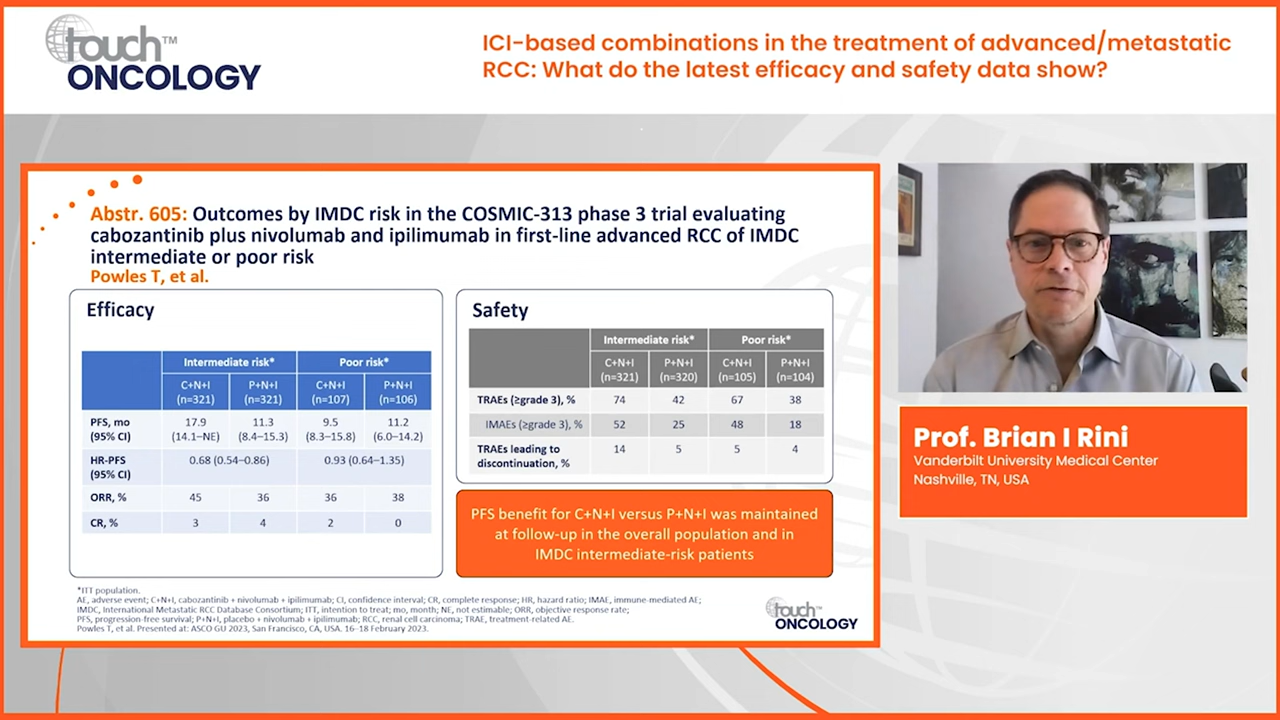 touch™
ONCOLOGY
ICI-based combinations in the treatment of advanced/metastatic
RCC: What do the latest efficacy and safety data show?
Abstr. 605: Outcomes by IMDC risk in the COSMIC-313 phase 3 trial evaluating
cabozantinib plus nivolumab and ipilimumab in first-line advanced RCC of IMDC
intermediate or poor risk
Powles T, et al.
Efficacy
Intermediate risk* Poor risk*
C+N+I P+N+I C+N+I P+N+I
(n=321) (n=321) (n=107) (n=106)
PFS, mo 17.9 11.3 9.5 11.2
(95% CI) (14.1–NE) (8.4–15.3) (8.3–15.8) (6.0–14.2)
HR-PFS 0.68 (0.54–0.86) 0.93 (0.64–1.35)
(95% CI)
ORR, % 45 36 36 38
CR, % 3 4 2 0
Safety
Intermediate risk* Poor risk*
C+N+I P+N+I C+N+I P+N+I
(n=321) (n=320) (n=105) (n=104)
TRAEs (≥grade 3), % 74 42 67 38
IMAEs (≥grade 3), % 52 25 48 18
TRAEs leading to 14 5 5 4
discontinuation, %
PFS benefit for C+N+I versus P+N+I was maintained
at follow-up in the overall population and in
IMDC intermediate-risk patients
*ITT population.
AE, adverse event; C+N+I, cabozantinib + nivolumab + ipilimumab; CI, confidence interval; CR, complete response; HR, hazard ratio; IMAE, immune-mediated AE;
IMDC, International Metastatic RCC Database Consortium; ITT, intention to treat; mo, month; NE, not estimable; ORR, objective response rate;
PFS, progression-free survival; P+N+I, placebo + nivolumab + ipilimumab; RCC, renal cell carcinoma; TRAE, treatment-related AE.
Powles T, et al. Presented at: ASCO GU 2023, San Francisco, CA, USA. 16–18 February 2023.
touch™
ONCOLOGY
Prof. Brian I Rini
Vanderbilt University Medical Center
Nashville, TN, USA